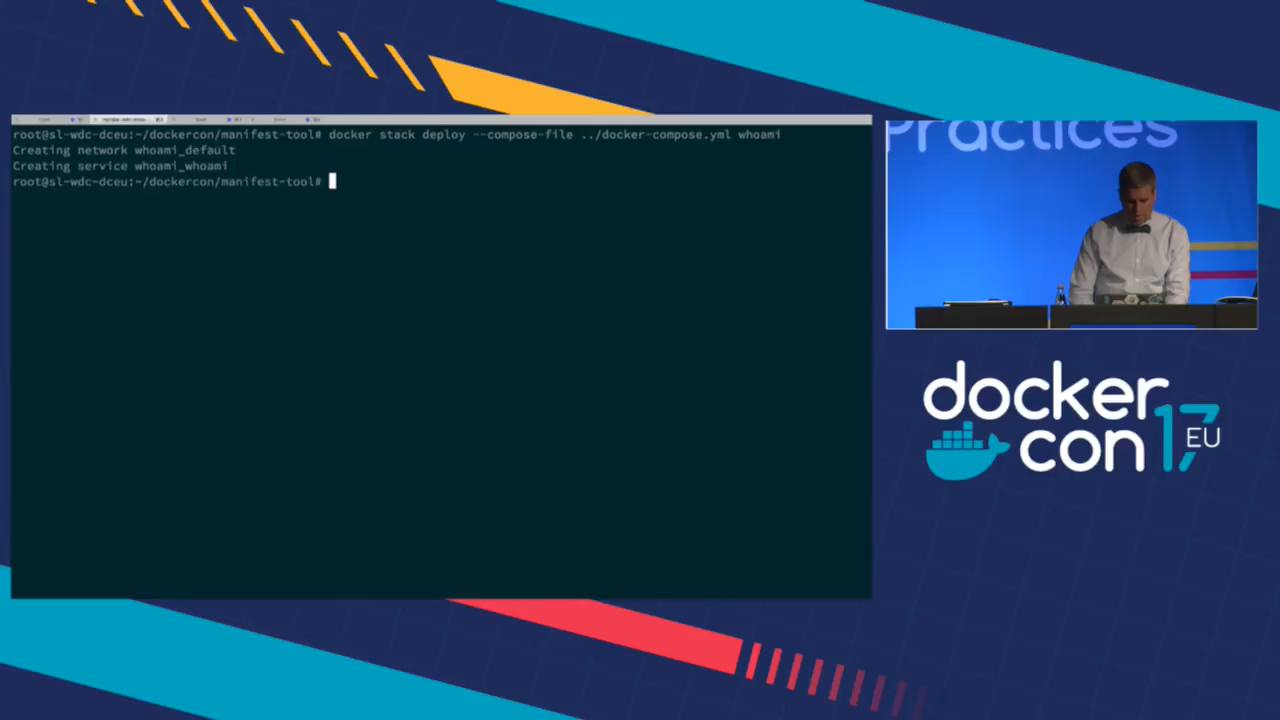 root@sl-wdc-dceu:~/dockercon/manifest-tool# docker stack deploy --compose-file ../docker-compose.yml whoami
Creating network whoami_default
Creating service whoami_whoami
root@sl-wdc-dceu:~/dockercon/manifest-tool#
Practices
docker
con 17 EU